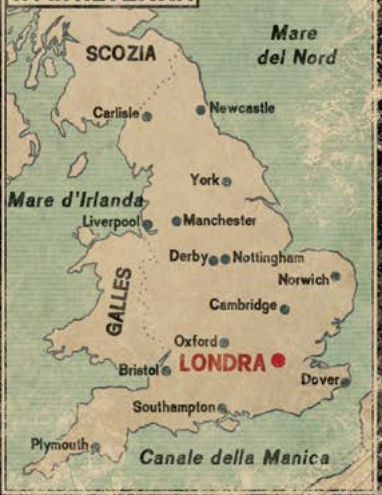 SCOZIA
Mare
del Nord
Carlisle
Newcastle
York
Mare d'Irlanda
Liverpool
Manchester
Derby
Nottingham
Norwich
GALLES
Cambridge
Oxford
LONDRA
Bristol
Dover
Southampton
Plymouth
Canale della Manica